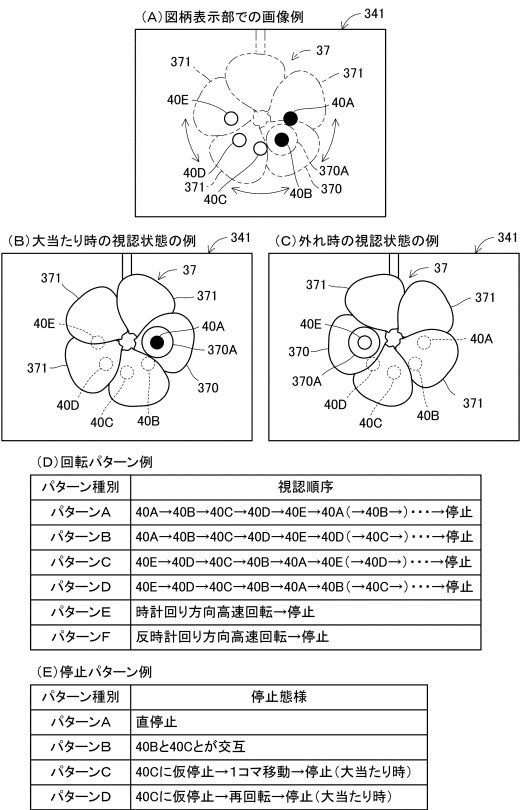 (A)図柄表示部での画像例
341
371
37
371
40E
40A
40D
371
40C
40B
370A
370
(B)大当たり時の視認状態の例
341
37
371
371
40E
40A
370A
371
370
40D
40C
40B
(C)外れ時の視認状態の例
341
37
371
371
40E
40A
370
370A
40D
40C
40B
371
(D)回転パターン例
パターン種別 視認順序
パターンA 40A→40B→40C→40D→40E→40A(→40B→)・・・→停止
パターンB 40A→40B→40C→40D→40E→40D(→40C→)・・・→停止
パターンC 40E→40D→40C→40B→40A→40E(→40D→)・・・→停止
パターンD 40E→40D→40C→40B→40A→40B(→40C→)・・・→停止
パターンE 時計回り方向高速回転→停止
パターンF 反時計回り方向高速回転→停止
(E)停止パターン例
パターン種別 停止態様
パターンA 直停止
パターンB 40Bと40Cとが交互
パターンC 40Cに仮停止→1コマ移動→停止(大当たり時)
パターンD 40Cに仮停止→再回転→停止(大当たり時)